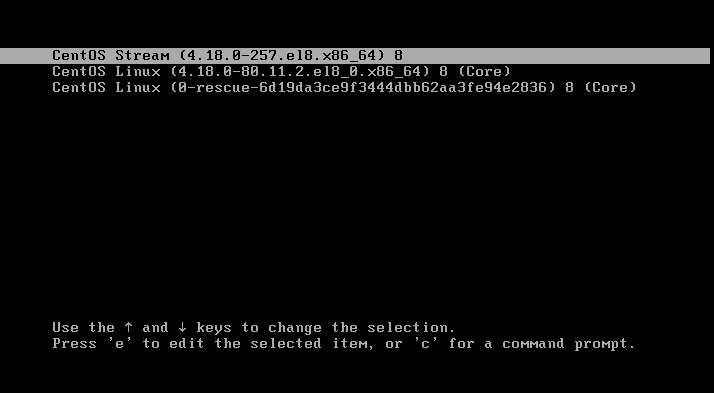 CentOS Stream (4.18.0-257.el8.x86_64) 8
CentOS Linux (4.18.0-80.11.2.el8_0.x86_64) 8 (Core)
CentOS Linux (0-rescue-6d19da3ce9f3444dbb62aa3fe94e2836) 8 (Core)
Use the ↑ and ↓ keys to change the selection.
Press 'e' to edit the selected item, or 'c' for a command prompt.